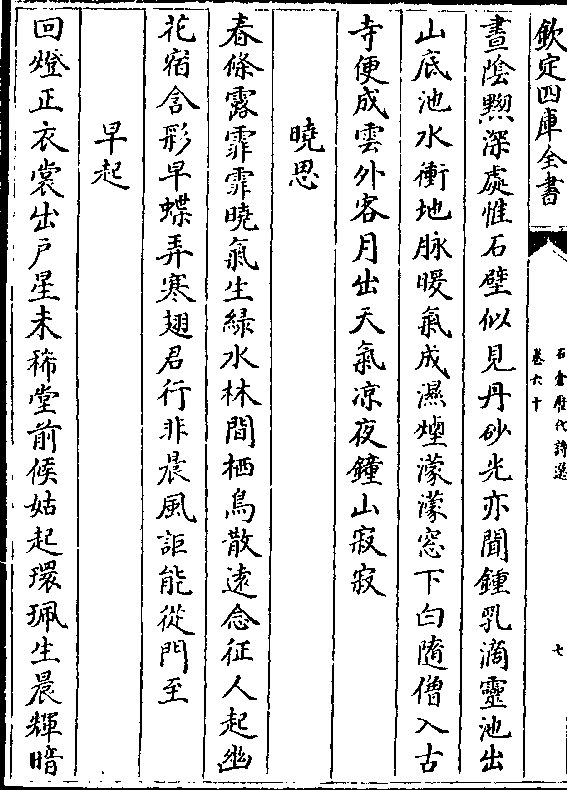 欽定四庫全書
石倉歴代詩選
卷六十
七
晝陰黙深處惟石壁似見丹砂光亦聞鍾乳滴靈池出
山底池水衝地脉暖氣成濕煙濛濛窓下白隨僧入古
寺便成雲外客月出天氣凉夜鐘山寂寂
曉思
春條露霏霏曉氣生緑水林間栖鳥散遠念征人起幽
花宿含彩早蝶弄寒翅君行非晨風詎能從門至
早起
回燈正衣裳出戸星未稀堂前候姑起環珮生晨輝暗